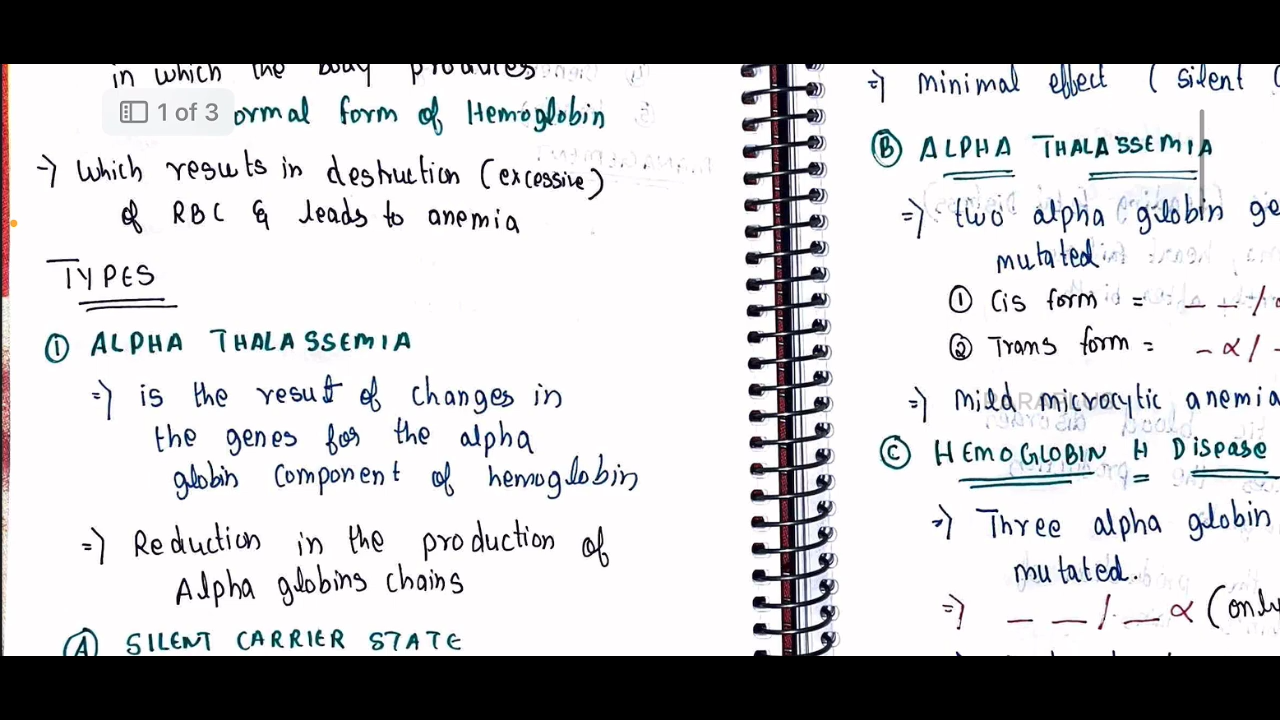 in which the body produces
1 of 3
ormal form of Hemoglobin
=) Which results in destruction (excessive)
of RBC & leads to anemia
TYPES
① ALPHA THALASSEMIA
=) is the result of changes in
the genes for the alpha
globin component of hemoglobin
=) Reduction in the production of
Alpha globins chains
Ⓐ SILENT CARRIER STATE
=) minimal effect ( silent
Ⓑ ALPHA THALASSEMIA
=) two alpha globin ge
mutated
① Cis form = _ _ /
② Trans form = - α /
=) mild microcytic anemia
Ⓒ HEMOGLOBIN H Disease
=) Three alpha globin
mutated.
=) _ _ / _ α (only